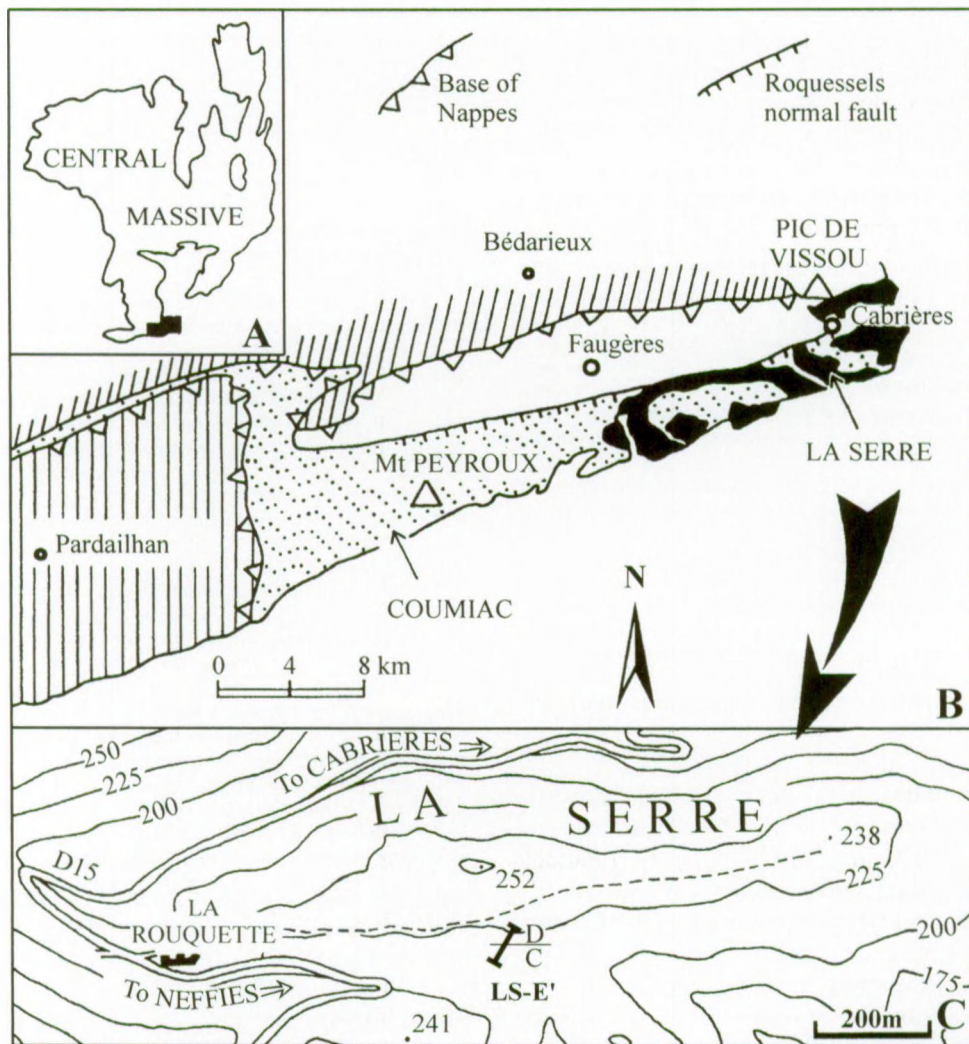 CENTRAL
MASSIVE
A
Base of
Nappes
Roquessels
normal fault
PIC DE
VISSOU
Bédarieux
Cabrières
Faugères
LA SERRE
Mt PEYROUX
Pardailhan
COUMIAC
N
0 4 8 km
B
250
225
200
To CABRIERES
LA SERRE
D15
238
252
225
LA
ROUQUETTE
D
C
200
To NEFFIES
LS-E'
175
241
200m
C